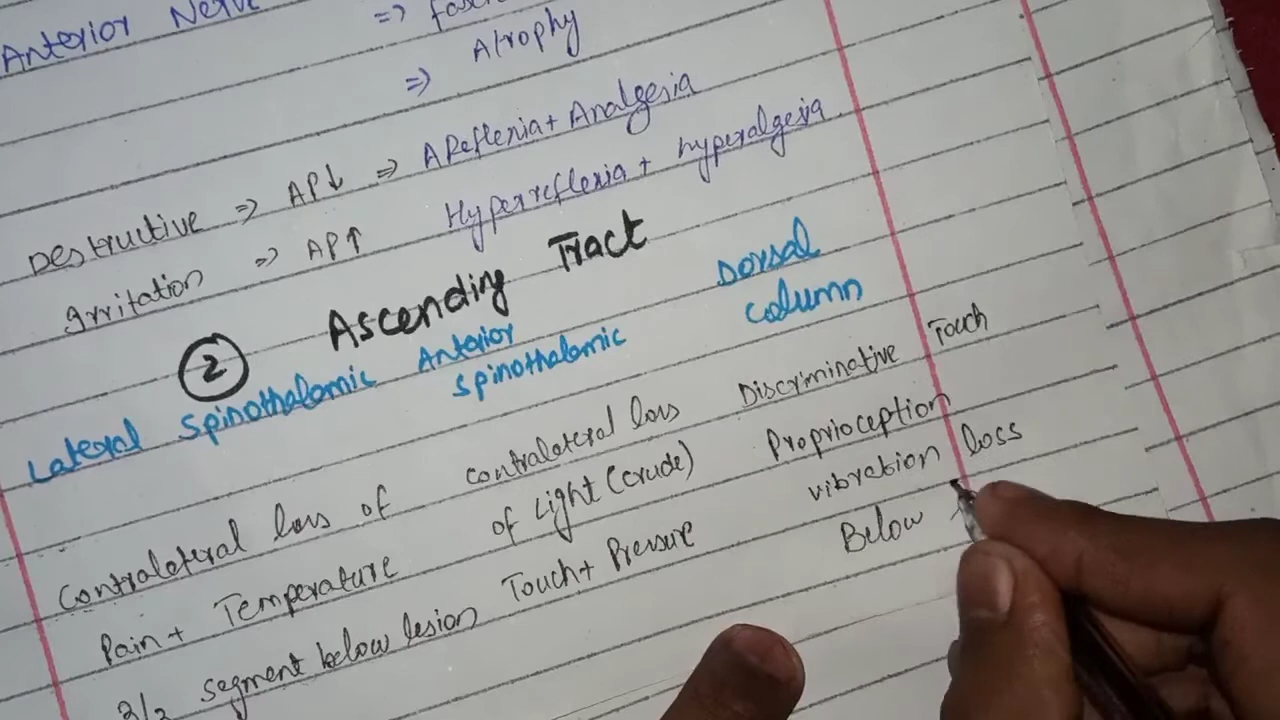 Anterior Nerve =>
=> Atrophy
Destructive => AP↓ => AReflexia + Analgesia
Irritation => AP↑ Hyperreflexia + hyperalgesia
② Ascending Tract
Lateral Spinothalamic
Anterior
Spinothalamic
Dorsal
column
Contralateral loss of
Pain + Temperature
segment below lesion
Contralateral loss
of Light (crude)
Touch + Pressure
Discriminative Touch
Proprioception
vibration loss
Below